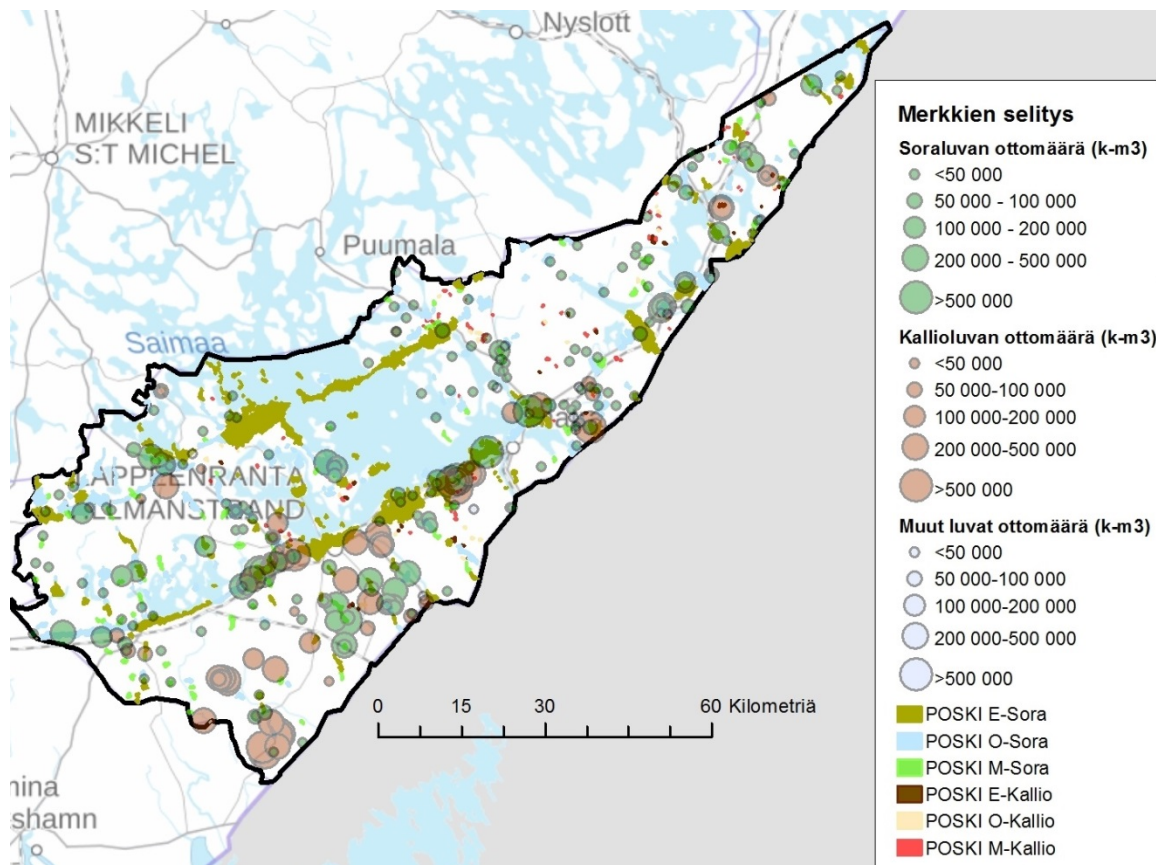 Nyslott
MIKKELI
S:T MICHEL
Puumala
Saimaa
LAPPEENRANTA
LLMANSTRAND
0 15 30 60 Kilometriä
mina
shamn
Merkkien selitys
Soraluvan ottomäärä (k-m3)
<50 000
50 000 - 100 000
100 000 - 200 000
200 000 - 500 000
>500 000
Kallioluvan ottomäärä (k-m3)
<50 000
50 000-100 000
100 000-200 000
200 000-500 000
>500 000
Muut luvat ottomäärä (k-m3)
<50 000
50 000-100 000
100 000-200 000
200 000-500 000
>500 000
POSKI E-Sora
POSKI O-Sora
POSKI M-Sora
POSKI E-Kallio
POSKI O-Kallio
POSKI M-Kallio